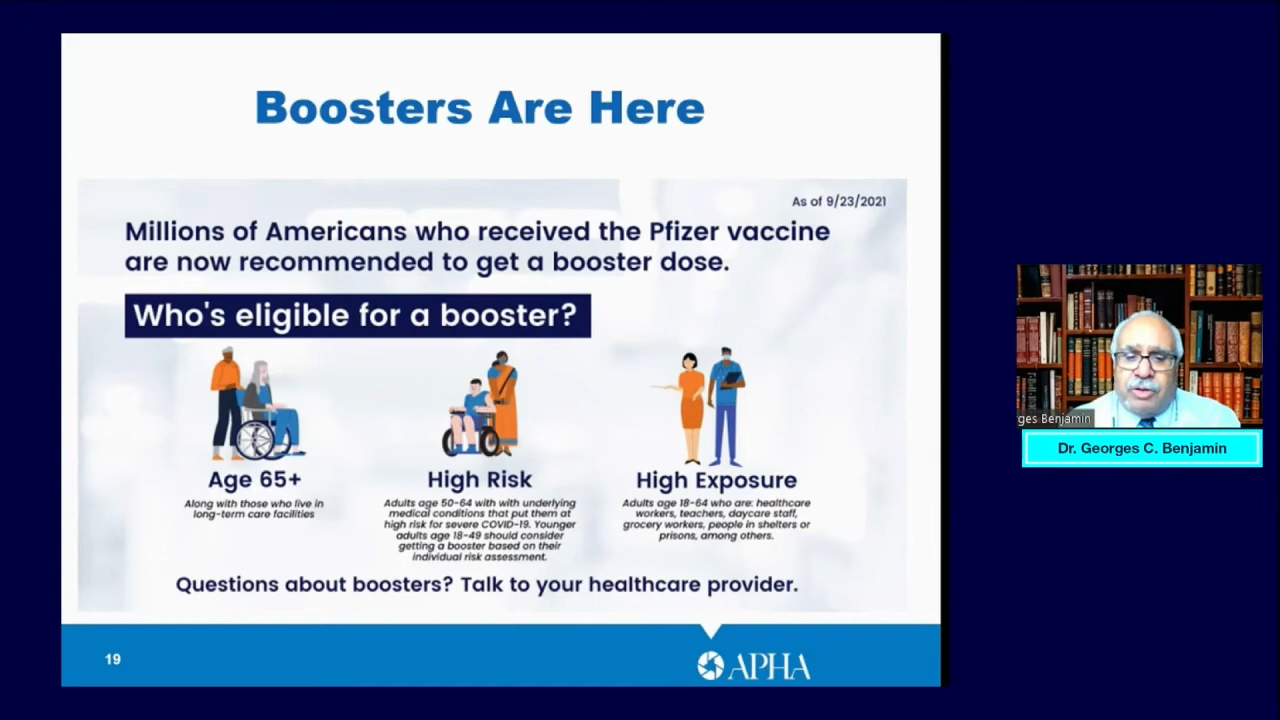 Boosters Are Here
As of 9/23/2021
Millions of Americans who received the Pfizer vaccine
are now recommended to get a booster dose.
Who's eligible for a booster?
Age 65+
Along with those who live in
long-term care facilities
High Risk
Adults age 50-64 with with underlying
medical conditions that put them at
high risk for severe COVID-19. Younger
adults age 18-49 should consider
getting a booster based on their
individual risk assessment.
High Exposure
Adults age 18-64 who are: healthcare
workers, teachers, daycare staff,
grocery workers, people in shelters or
prisons, among others.
Questions about boosters? Talk to your healthcare provider.
19
APHA
ges Benjamin
Dr. Georges C. Benjamin